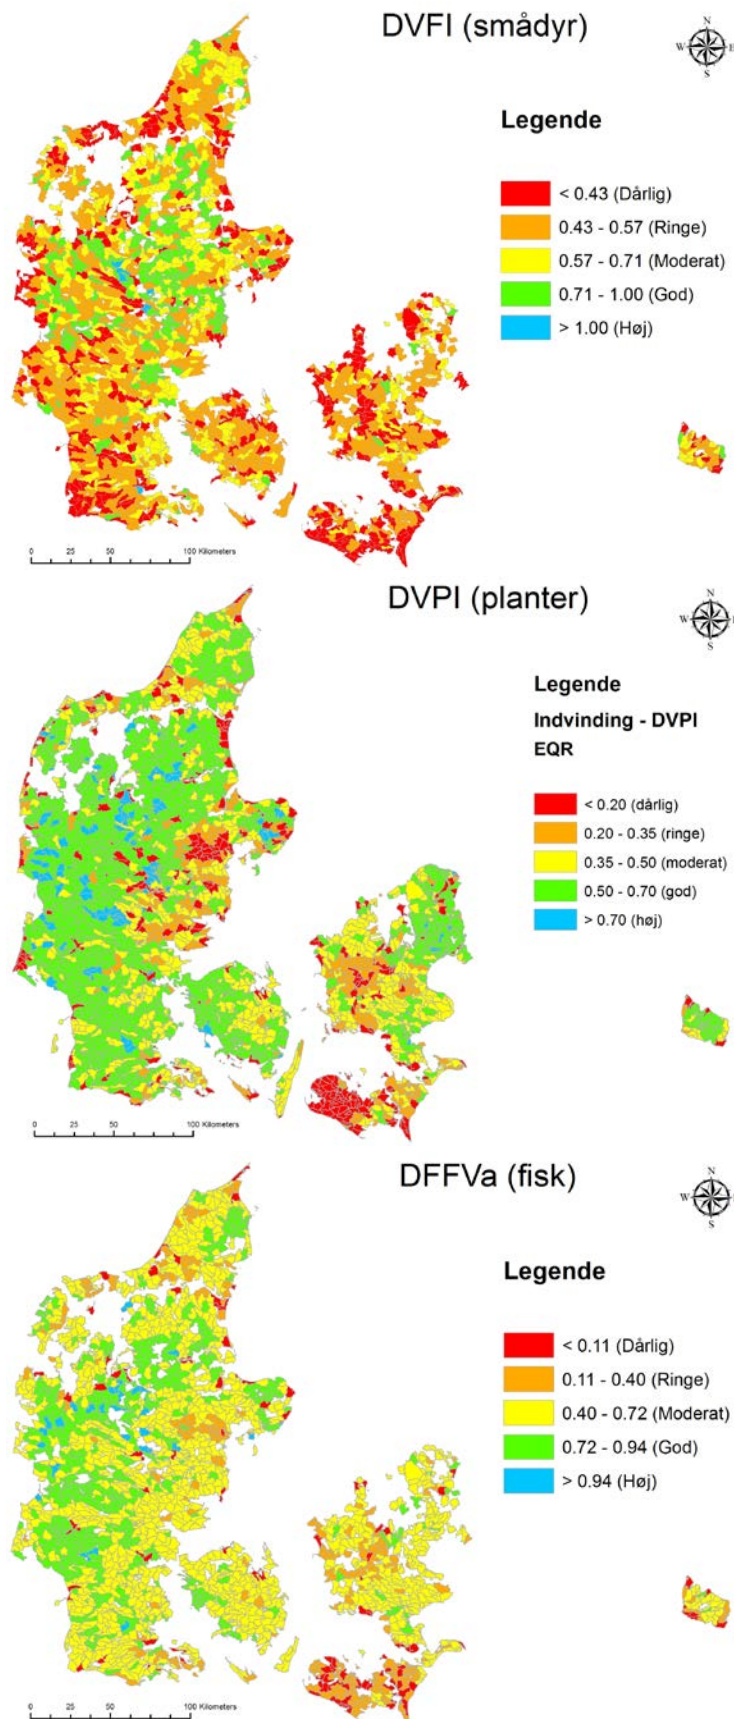 DVFI (smådyr)
N
W E
S
Legende
< 0.43 (Dårlig)
0.43 - 0.57 (Ringe)
0.57 - 0.71 (Moderat)
0.71 - 1.00 (God)
> 1.00 (Høj)
0 25 50 100 Kilometers
DVPI (planter)
N
W
S
Legende
Indvinding - DVPI
EQR
< 0.20 (dårlig)
0.20 - 0.35 (ringe)
0.35 - 0.50 (moderat)
0.50 - 0.70 (god)
> 0.70 (høj)
0 25 50 100 Kilometers
DFFVa (fisk)
N
W
S
Legende
< 0.11 (Dårlig)
0.11 - 0.40 (Ringe)
0.40 - 0.72 (Moderat)
0.72 - 0.94 (God)
> 0.94 (Høj)
0 25 50 100 Kilometers